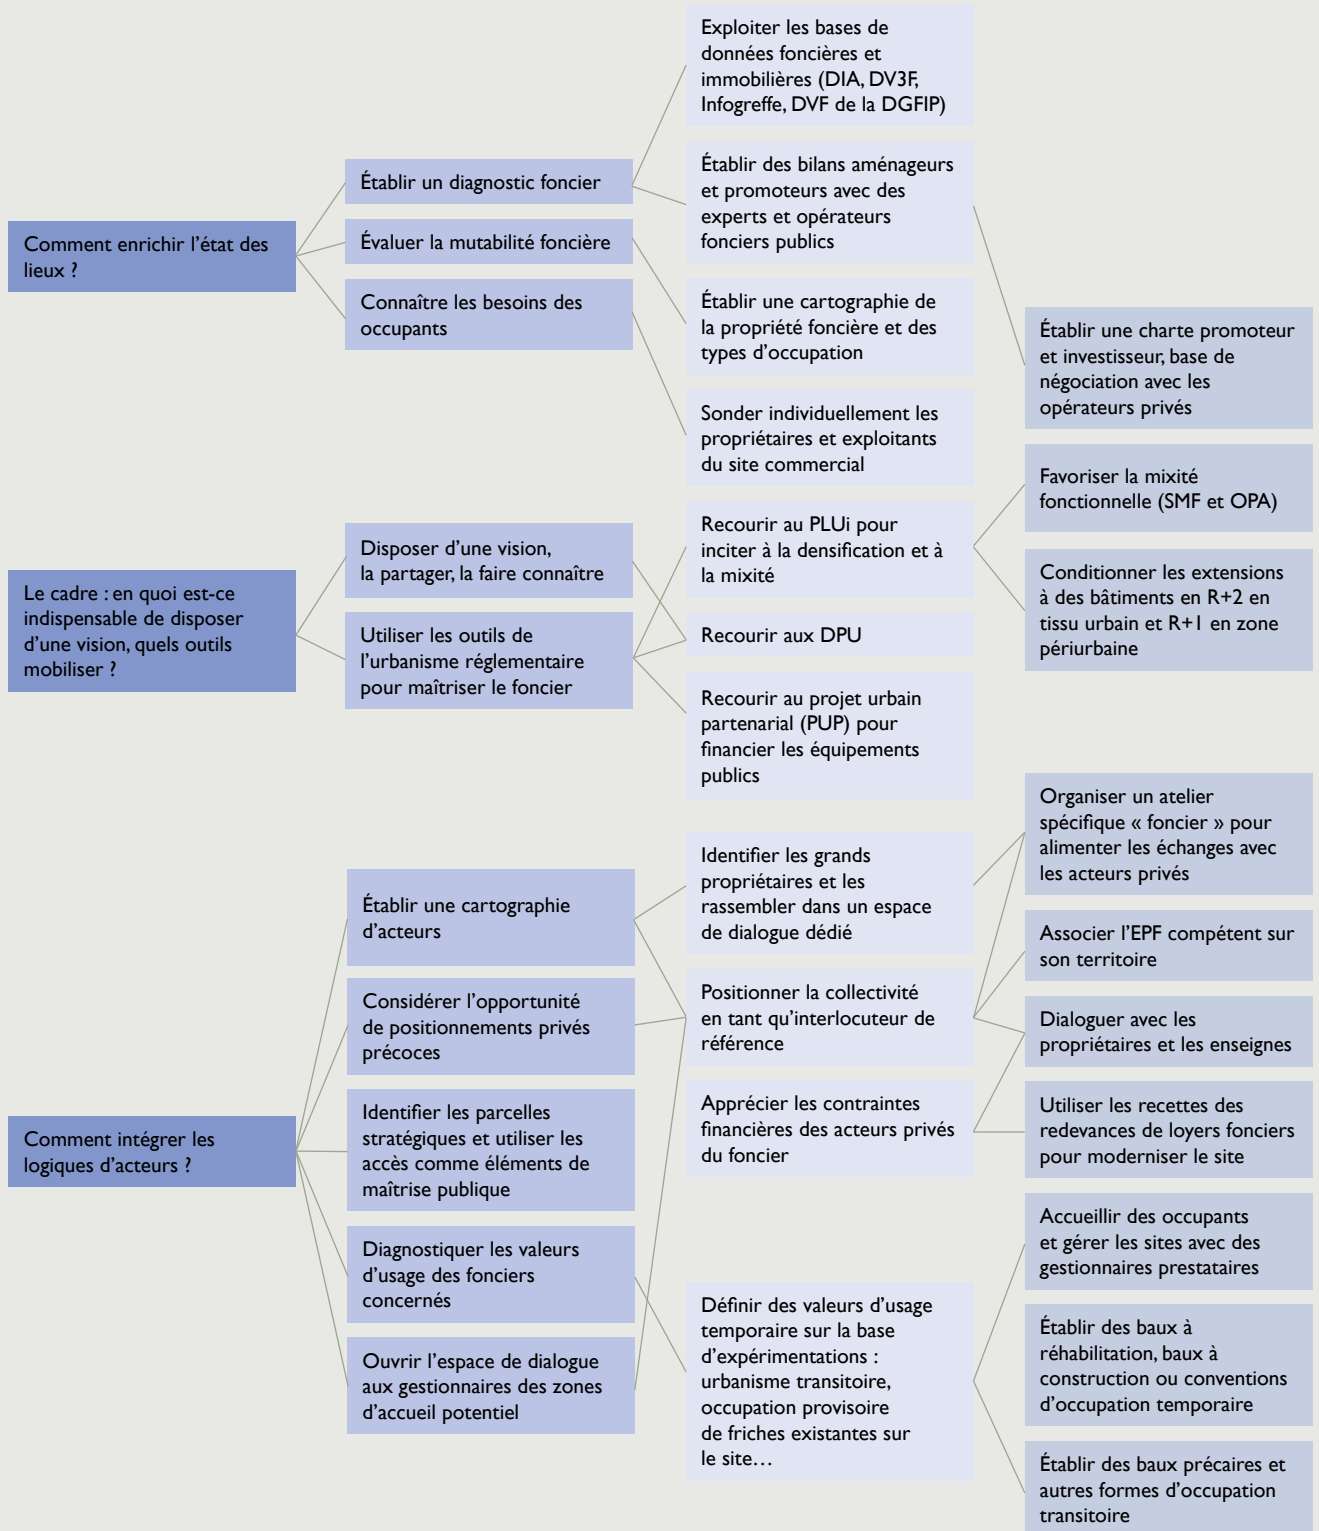 Comment enrichir l'état des
lieux ?
Établir un diagnostic foncier
Évaluer la mutabilité foncière
Connaître les besoins des
occupants
Exploiter les bases de
données foncières et
immobilières (DIA, DV3F,
Infogreffe, DVF de la DGFIP)
Établir des bilans aménageurs
et promoteurs avec des
experts et opérateurs
fonciers publics
Établir une cartographie de
la propriété foncière et des
types d'occupation
Sonder individuellement les
propriétaires et exploitants
du site commercial
Établir une charte promoteur
et investisseur, base de
négociation avec les
opérateurs privés
Le cadre : en quoi est-ce
indispensable de disposer
d'une vision, quels outils
mobiliser ?
Disposer d'une vision,
la partager, la faire connaître
Utiliser les outils de
l'urbanisme réglementaire
pour maîtriser le foncier
Recourir au PLUi pour
inciter à la densification et à
la mixité
Recourir aux DPU
Recourir au projet urbain
partenarial (PUP) pour
financier les équipements
publics
Favoriser la mixité
fonctionnelle (SMF et OPA)
Conditionner les extensions
à des bâtiments en R+2 en
tissu urbain et R+1 en zone
périurbaine
Comment intégrer les
logiques d'acteurs ?
Établir une cartographie
d'acteurs
Considérer l'opportunité
de positionnements privés
précoces
Identifier les parcelles
stratégiques et utiliser les
accès comme éléments de
maîtrise publique
Diagnostiquer les valeurs
d'usage des fonciers
concernés
Ouvrir l'espace de dialogue
aux gestionnaires des zones
d'accueil potentiel
Identifier les grands
propriétaires et les
rassembler dans un espace
de dialogue dédié
Positionner la collectivité
en tant qu'interlocuteur de
référence
Apprécier les contraintes
financières des acteurs privés
du foncier
Définir des valeurs d'usage
temporaire sur la base
d'expérimentations :
urbanisme transitoire,
occupation provisoire
de friches existantes sur
le site…
Organiser un atelier
spécifique « foncier » pour
alimenter les échanges avec
les acteurs privés
Associer l'EPF compétent sur
son territoire
Dialoguer avec les
propriétaires et les enseignes
Utiliser les recettes des
redevances de loyers fonciers
pour moderniser le site
Accueillir des occupants
et gérer les sites avec des
gestionnaires prestataires
Établir des baux à
réhabilitation, baux à
construction ou conventions
d'occupation temporaire
Établir des baux précaires et
autres formes d'occupation
transitoire